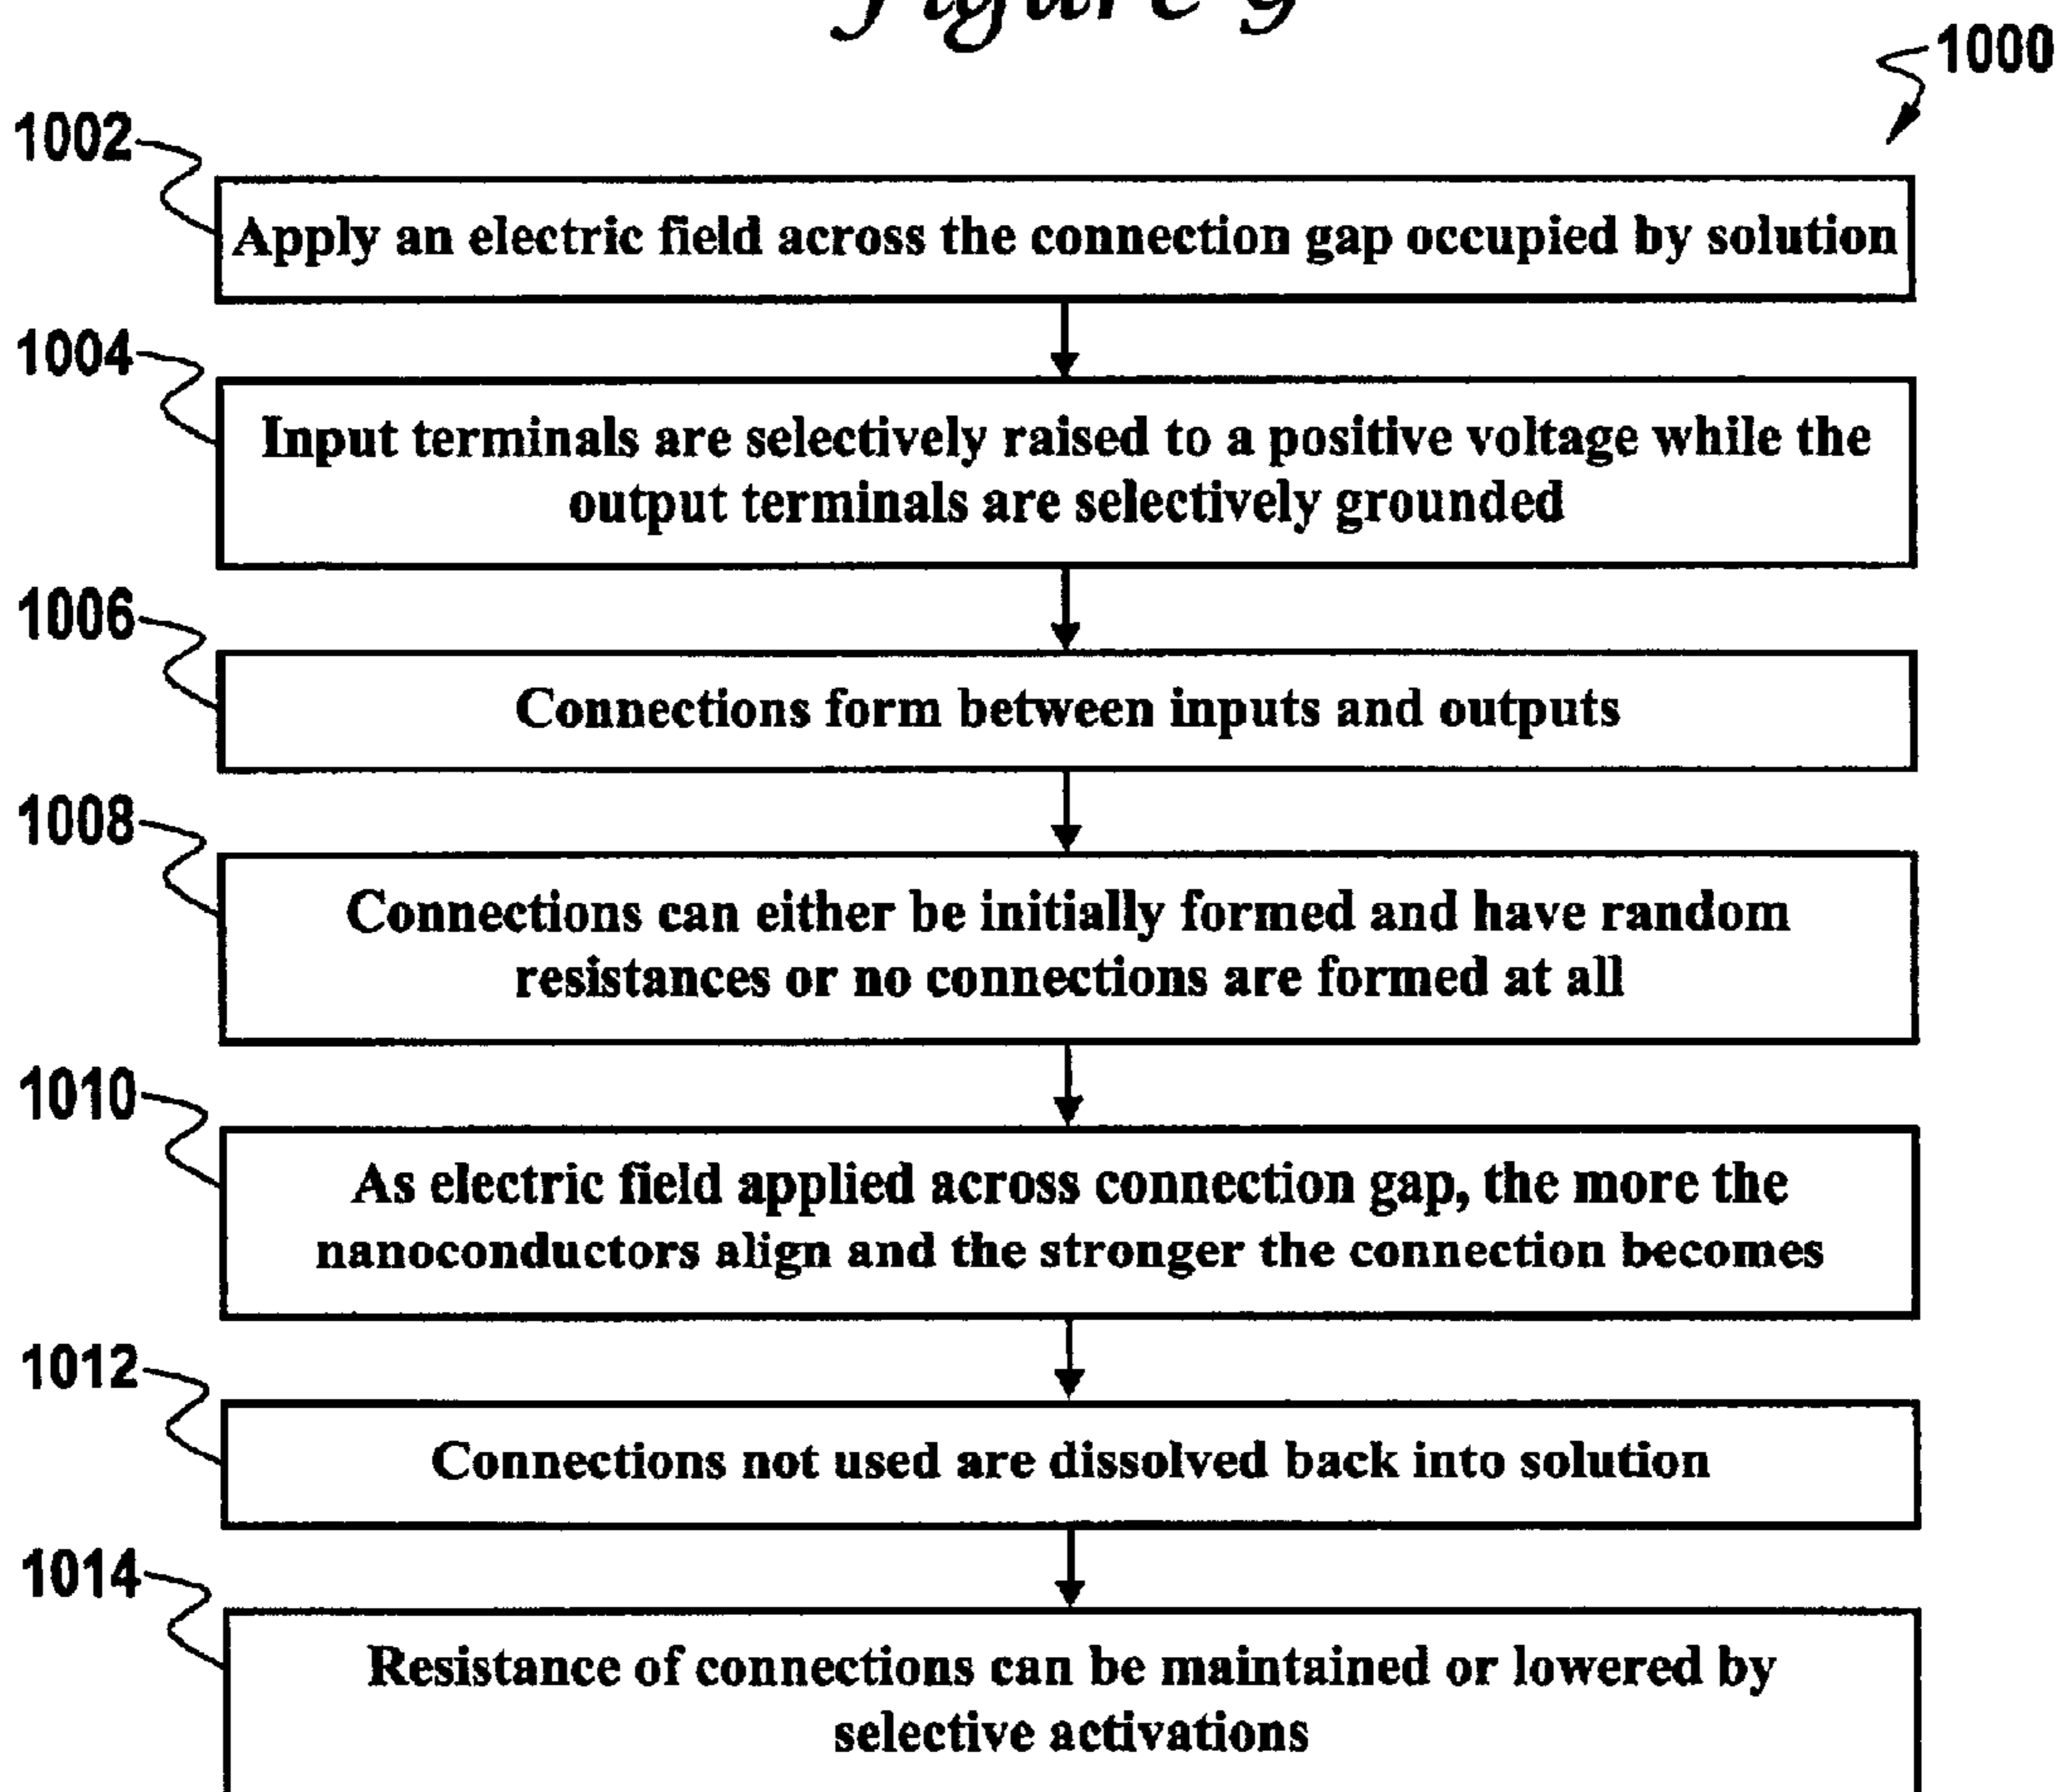 Figure 9
1000
1002
Apply an electric field across the connection gap occupied by solution
1004
Input terminals are selectively raised to a positive voltage while the
output terminals are selectively grounded
1006
Connections form between inputs and outputs
1008
Connections can either be initially formed and have random
resistances or no connections are formed at all
1010
As electric field applied across connection gap, the more the
nanoconductors align and the stronger the connection becomes
1012
Connections not used are dissolved back into solution
1014
Resistance of connections can be maintained or lowered by
selective activations